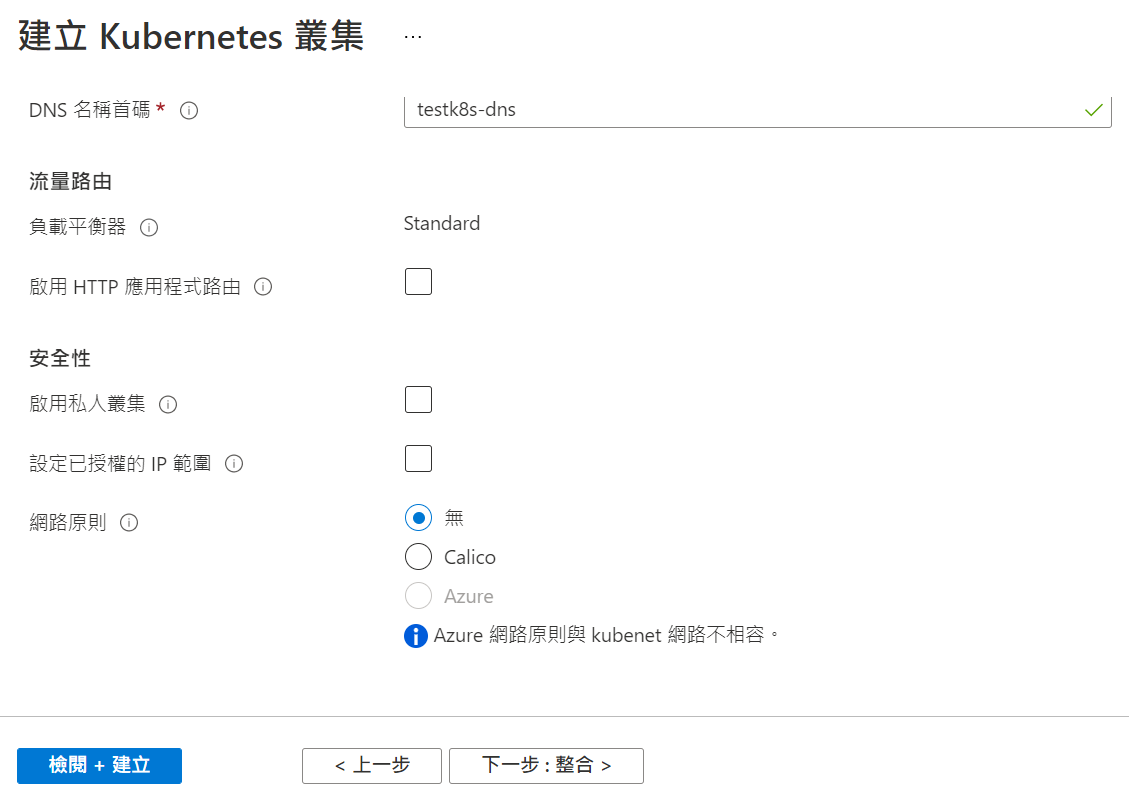 建立 Kubernetes 叢集 ...
DNS 名稱首碼 * testk8s-dns
流量路由
負載平衡器 Standard
啟用 HTTP 應用程式路由
安全性
啟用私人叢集
設定已授權的 IP 範圍
網路原則 無
Calico
Azure
Azure 網路原則與 kubenet 網路不相容。
檢閱 + 建立 < 上一步 下一步 : 整合 >